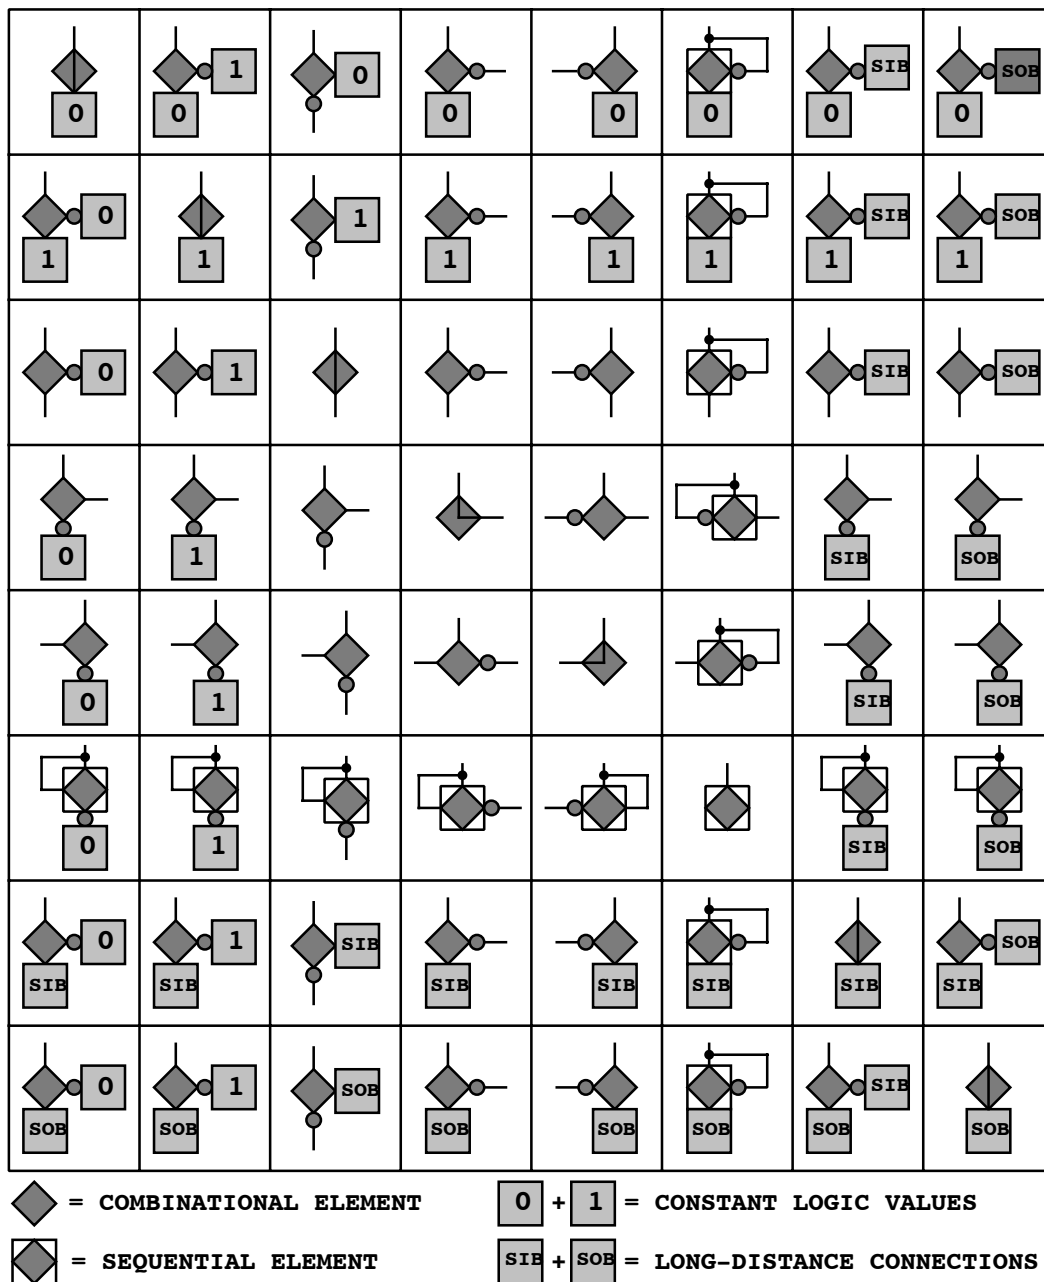 1 0 SIB SOB
0 0 0 0 0 0 0
0 1 SIB SOB
1 1 1 1 1 1 1
0 1 SIB SOB
0 1 SIB SOB
0 1 SIB SOB
0 1 SIB SOB
0 1 SIB SOB
SIB SIB SIB SIB SIB SIB SIB
0 1 SOB SIB
SOB SOB SOB SOB SOB SOB SOB
= COMBINATIONAL ELEMENT 0 + 1 = CONSTANT LOGIC VALUES
= SEQUENTIAL ELEMENT SIB + SOB = LONG-DISTANCE CONNECTIONS